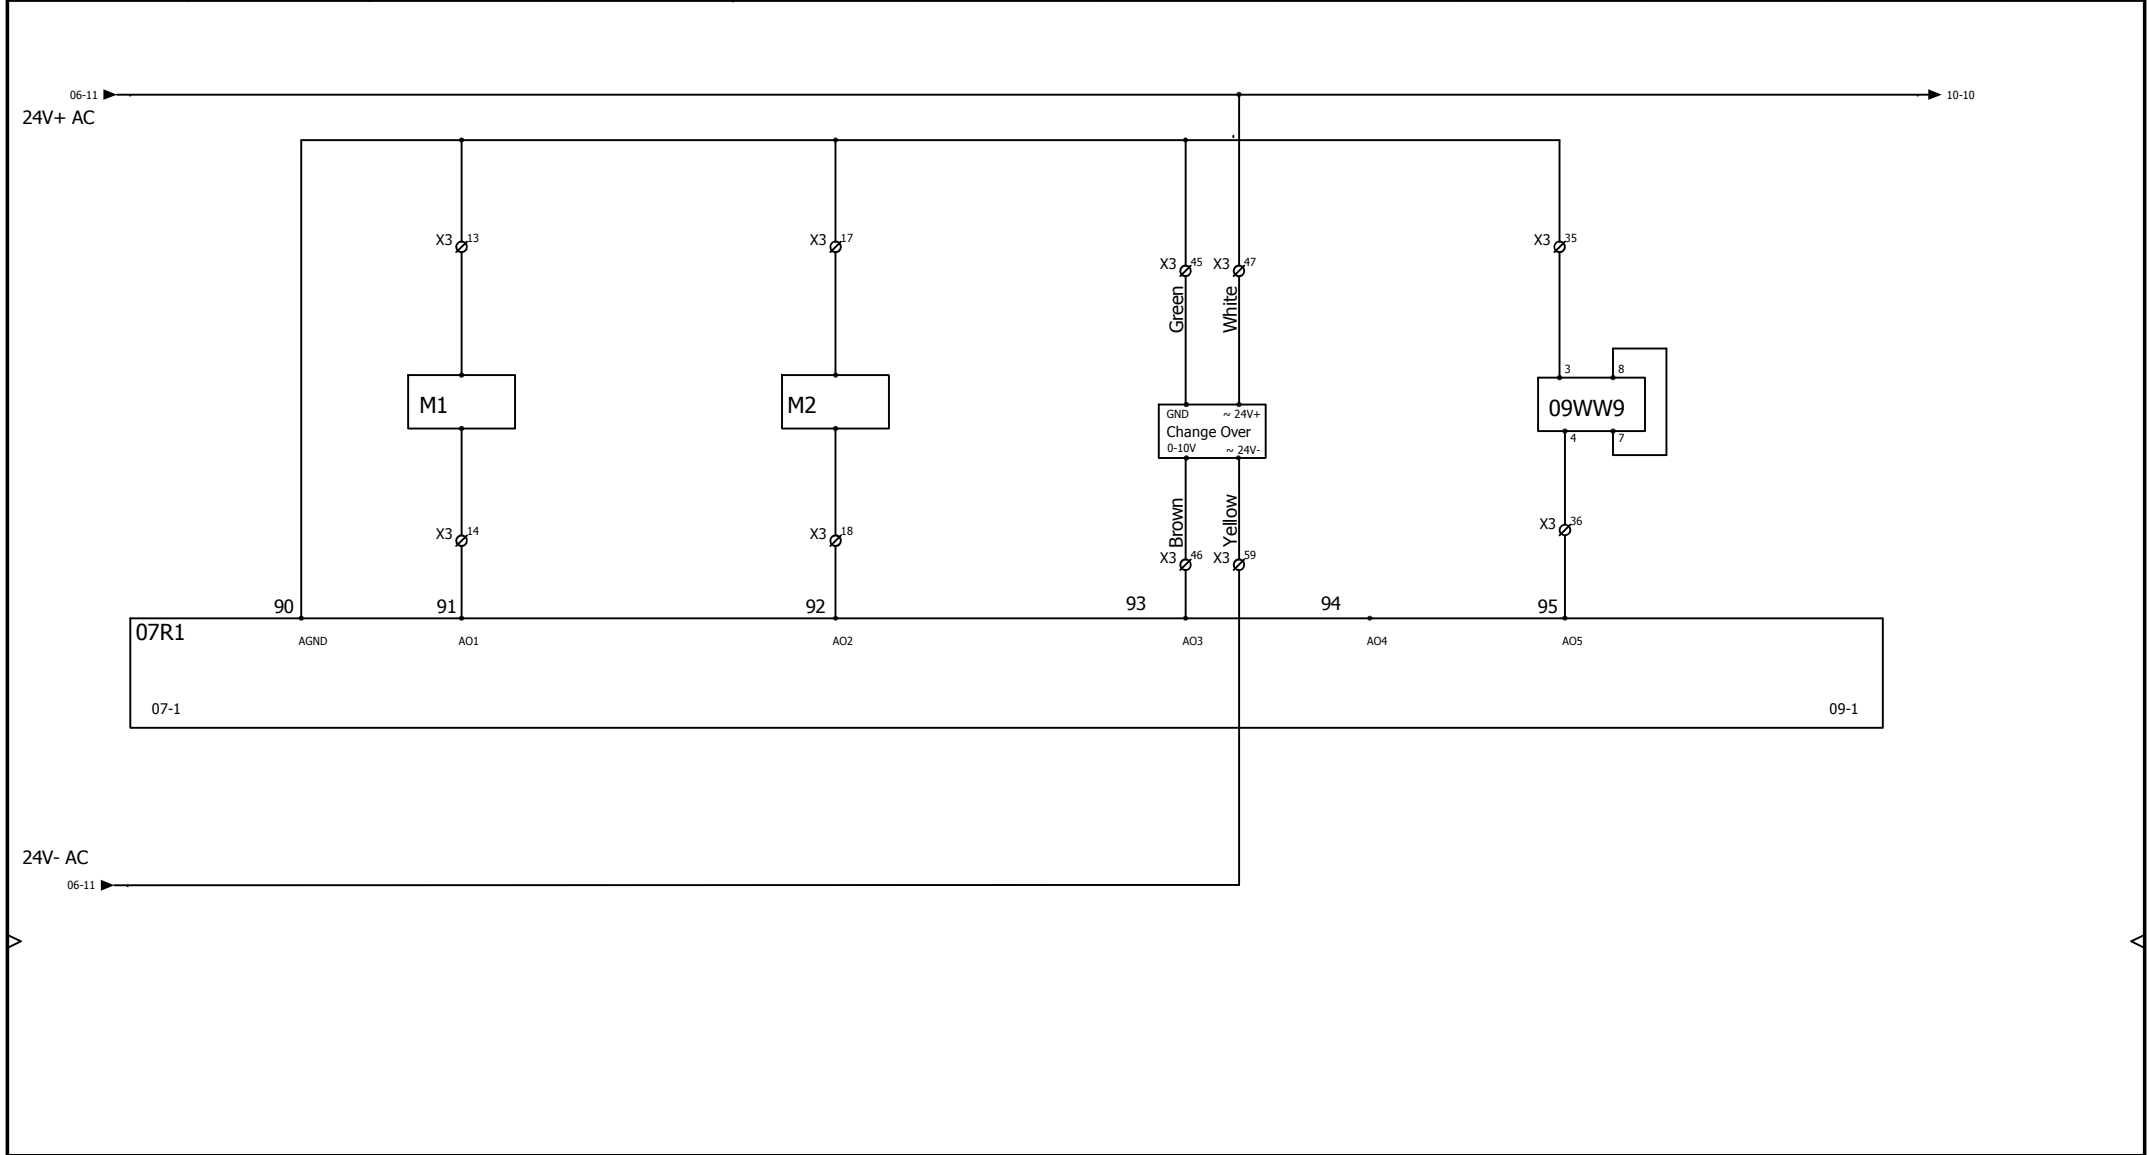 06-11
10-10
24V+ AC
X3 13
X3 17
X3 35
X3 45
X3 47
Green
White
3
8
M1
M2
GND ~ 24V+
Change Over
0-10V ~ 24V-
09WW9
4
7
Brown
Yellow
X3 14
X3 18
X3 36
X3 46
X3 59
90
91
92
93
94
95
07R1
AGND
AO1
AO2
AO3
AO4
AO5
07-1
09-1
24V- AC
06-11